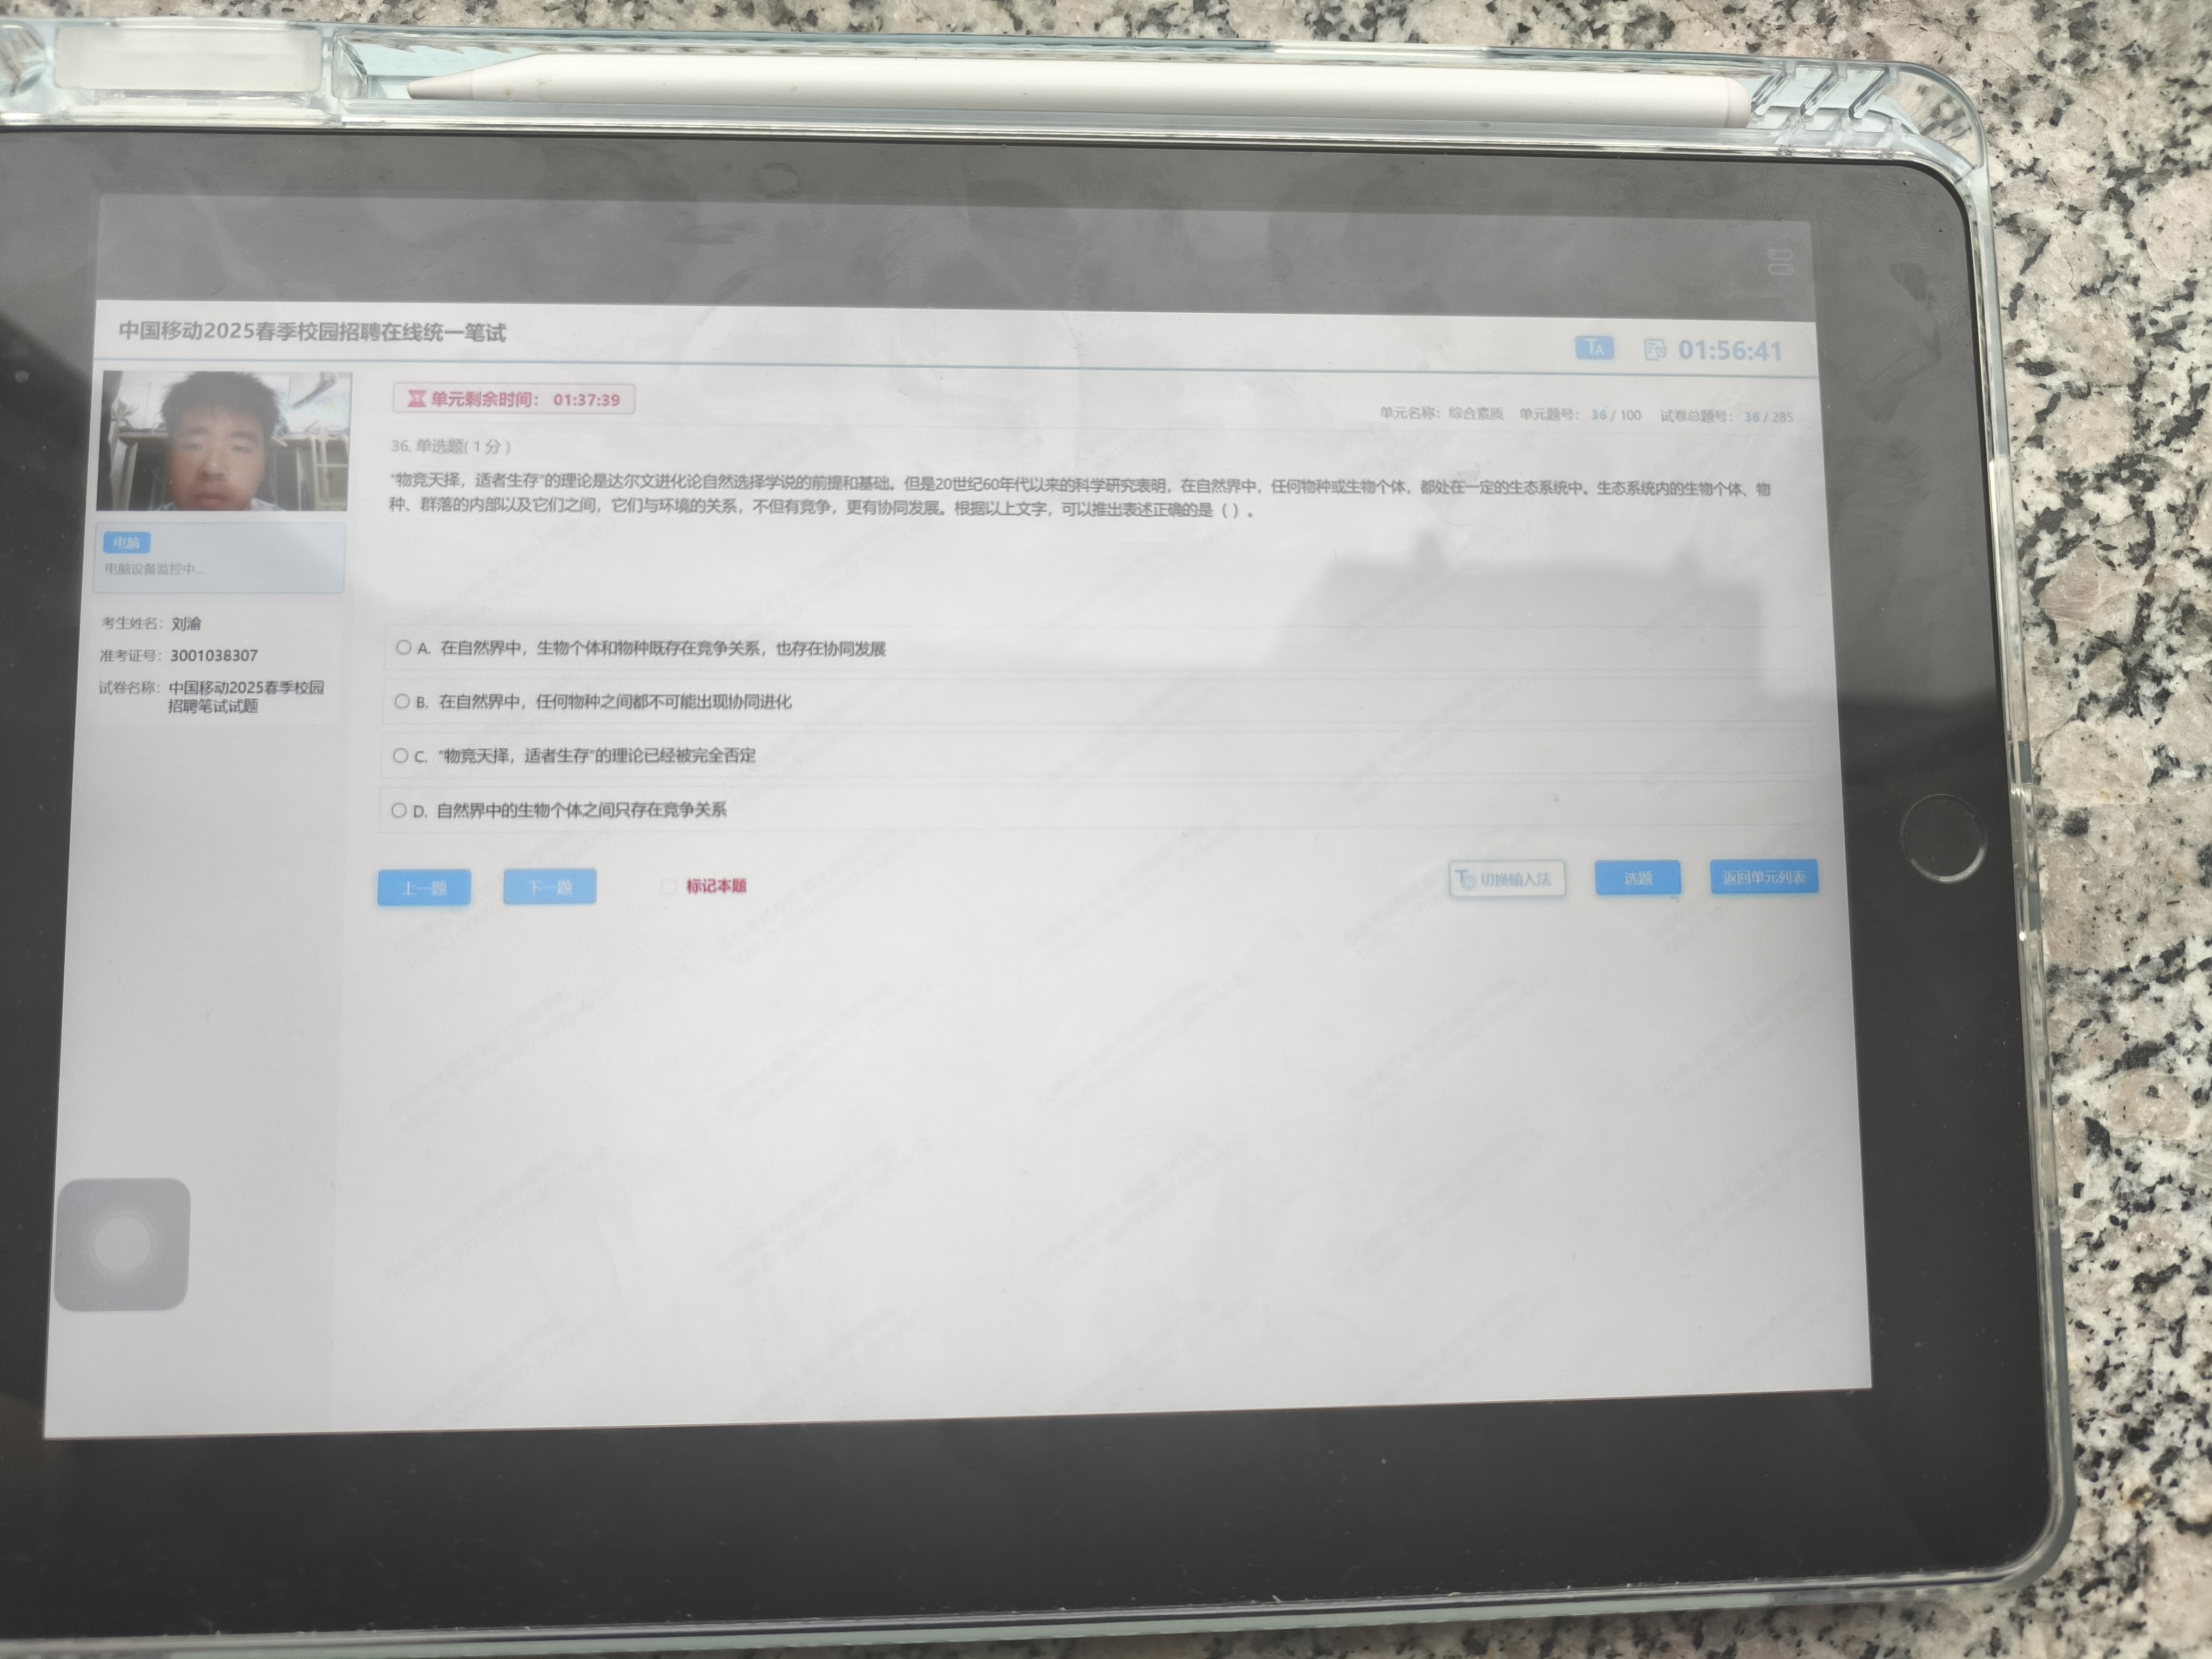 中国移动2025春季校园招聘在线统一笔试
01:56:41
单元剩余时间： 01:37:39
单元名称：综合素质 单元题号：36 / 100 试卷总题号：36 / 285
36. 单选题( 1 分 )
“物竞天择，适者生存”的理论是达尔文进化论自然选择学说的前提和基础。但是20世纪60年代以来的科学研究表明，在自然界中，任何物种或生物个体，都处在一定的生态系统中。生态系统内的生物个体、物
种、群落的内部以及它们之间，它们与环境的关系，不但有竞争，更有协同发展。根据以上文字，可以推出表述正确的是（ ）。
电脑
电脑设备监控中...
考生姓名：刘渝
准考证号：3001038307
试卷名称：中国移动2025春季校园
招聘笔试试题
A. 在自然界中，生物个体和物种既存在竞争关系，也存在协同发展
B. 在自然界中，任何物种之间都不可能出现协同进化
C. “物竞天择，适者生存”的理论已经被完全否定
D. 自然界中的生物个体之间只存在竞争关系
上一题
下一题
标记本题
切换输入法
选题
返回单元列表